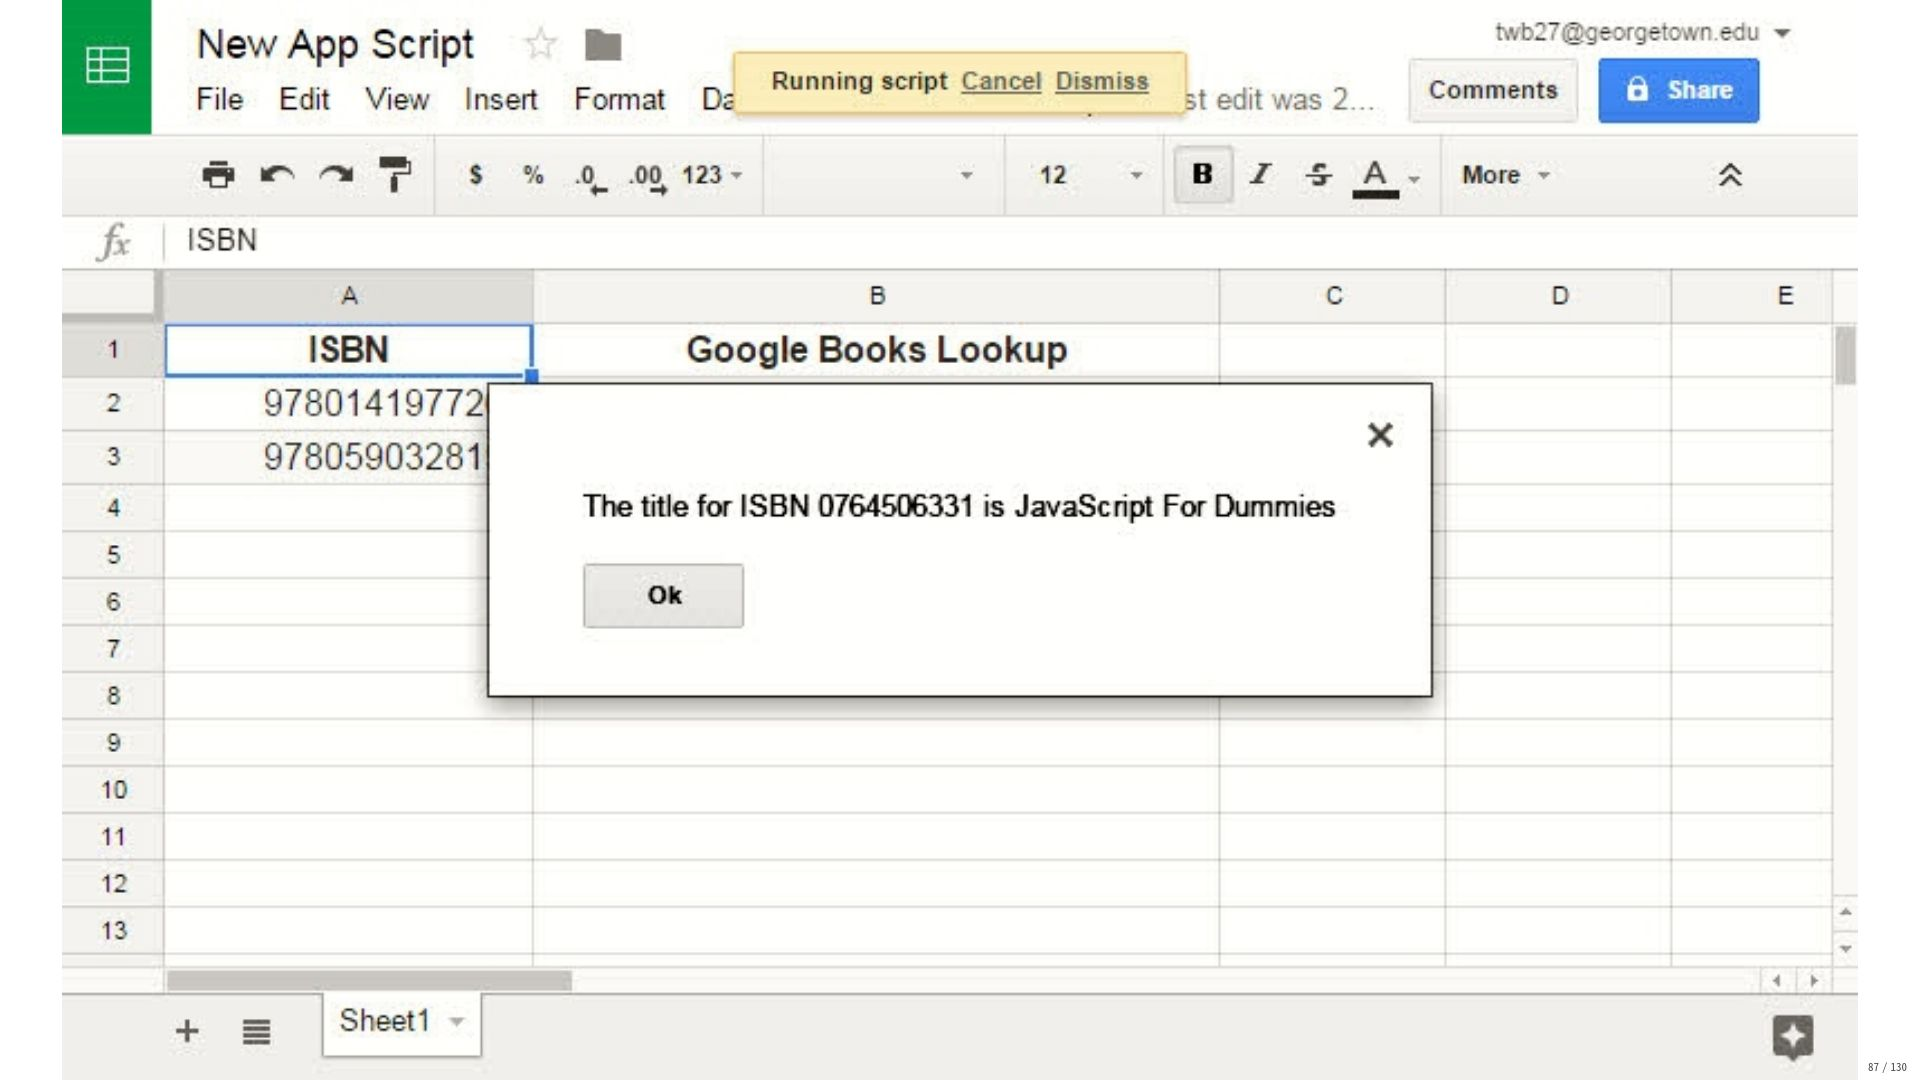 New App Script
twb27@georgetown.edu
File Edit View Insert Format Da
Running script Cancel Dismiss
st edit was 2...
Comments
Share
$ % .0 .00 123
12
B I S A
More
fx ISBN
A B C D E
1 ISBN Google Books Lookup
2 97801419772
3 97805903281
4
The title for ISBN 0764506331 is JavaScript For Dummies
5
6
Ok
7
8
9
10
11
12
13
Sheet1
87 / 130